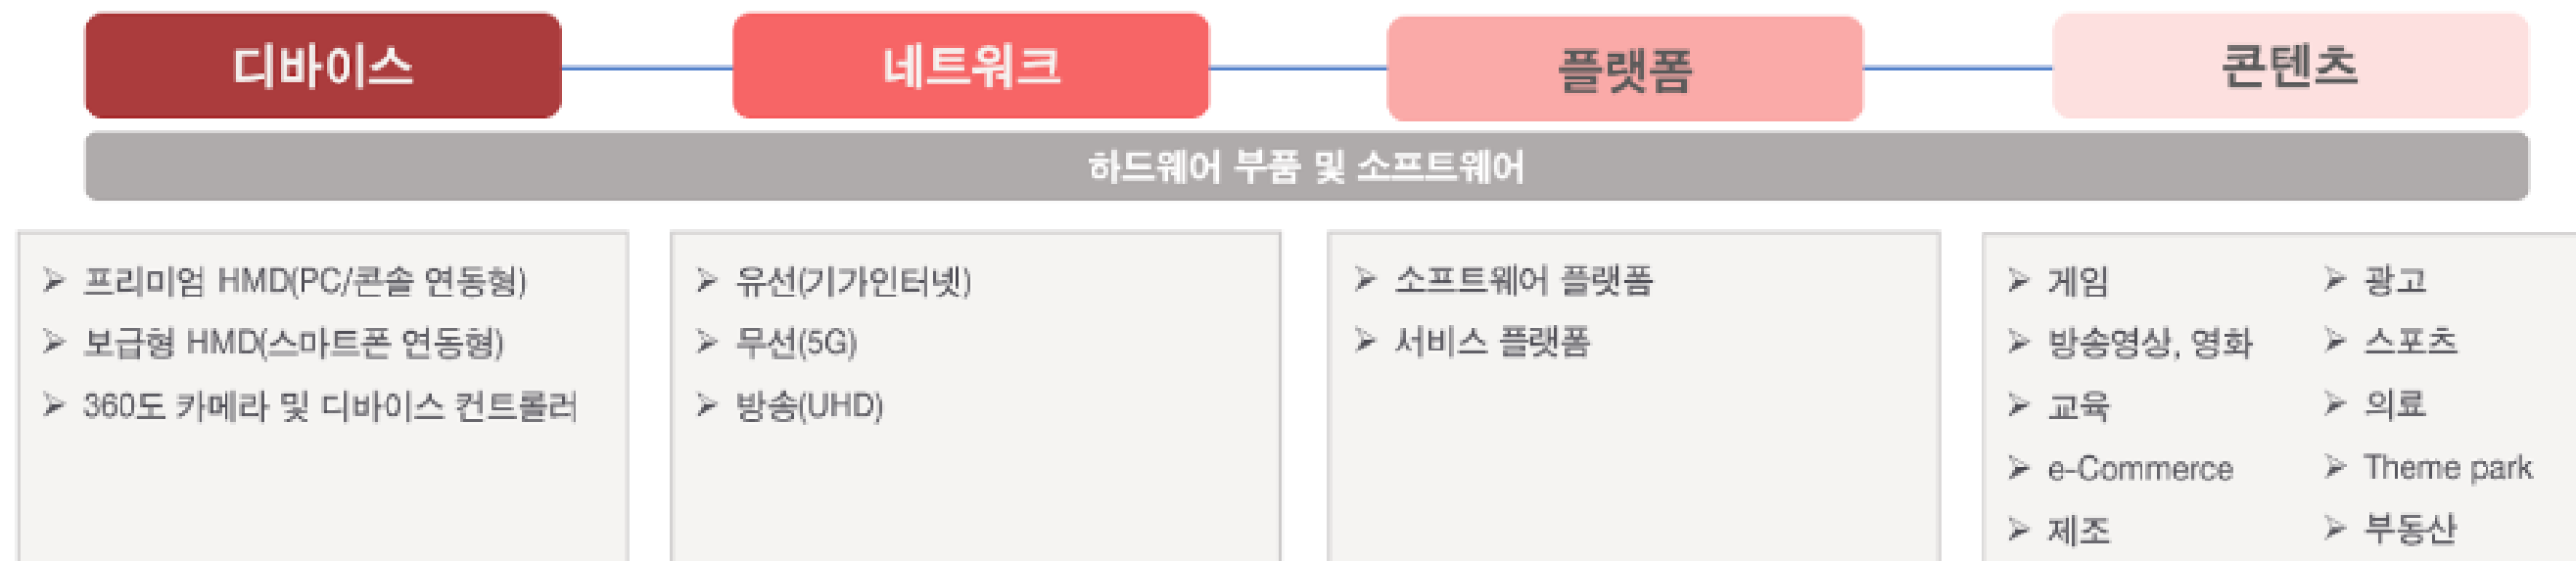 디바이스
네트워크
플랫폼
콘텐츠
하드웨어 부품 및 소프트웨어
➢ 프리미엄 HMD(PC/콘솔 연동형)
➢ 보급형 HMD(스마트폰 연동형)
➢ 360도 카메라 및 디바이스 컨트롤러
➢ 유선(기가인터넷)
➢ 무선(5G)
➢ 방송(UHD)
➢ 소프트웨어 플랫폼
➢ 서비스 플랫폼
➢ 게임
➢ 방송영상, 영화
➢ 교육
➢ e-Commerce
➢ 제조
➢ 광고
➢ 스포츠
➢ 의료
➢ Theme park
➢ 부동산